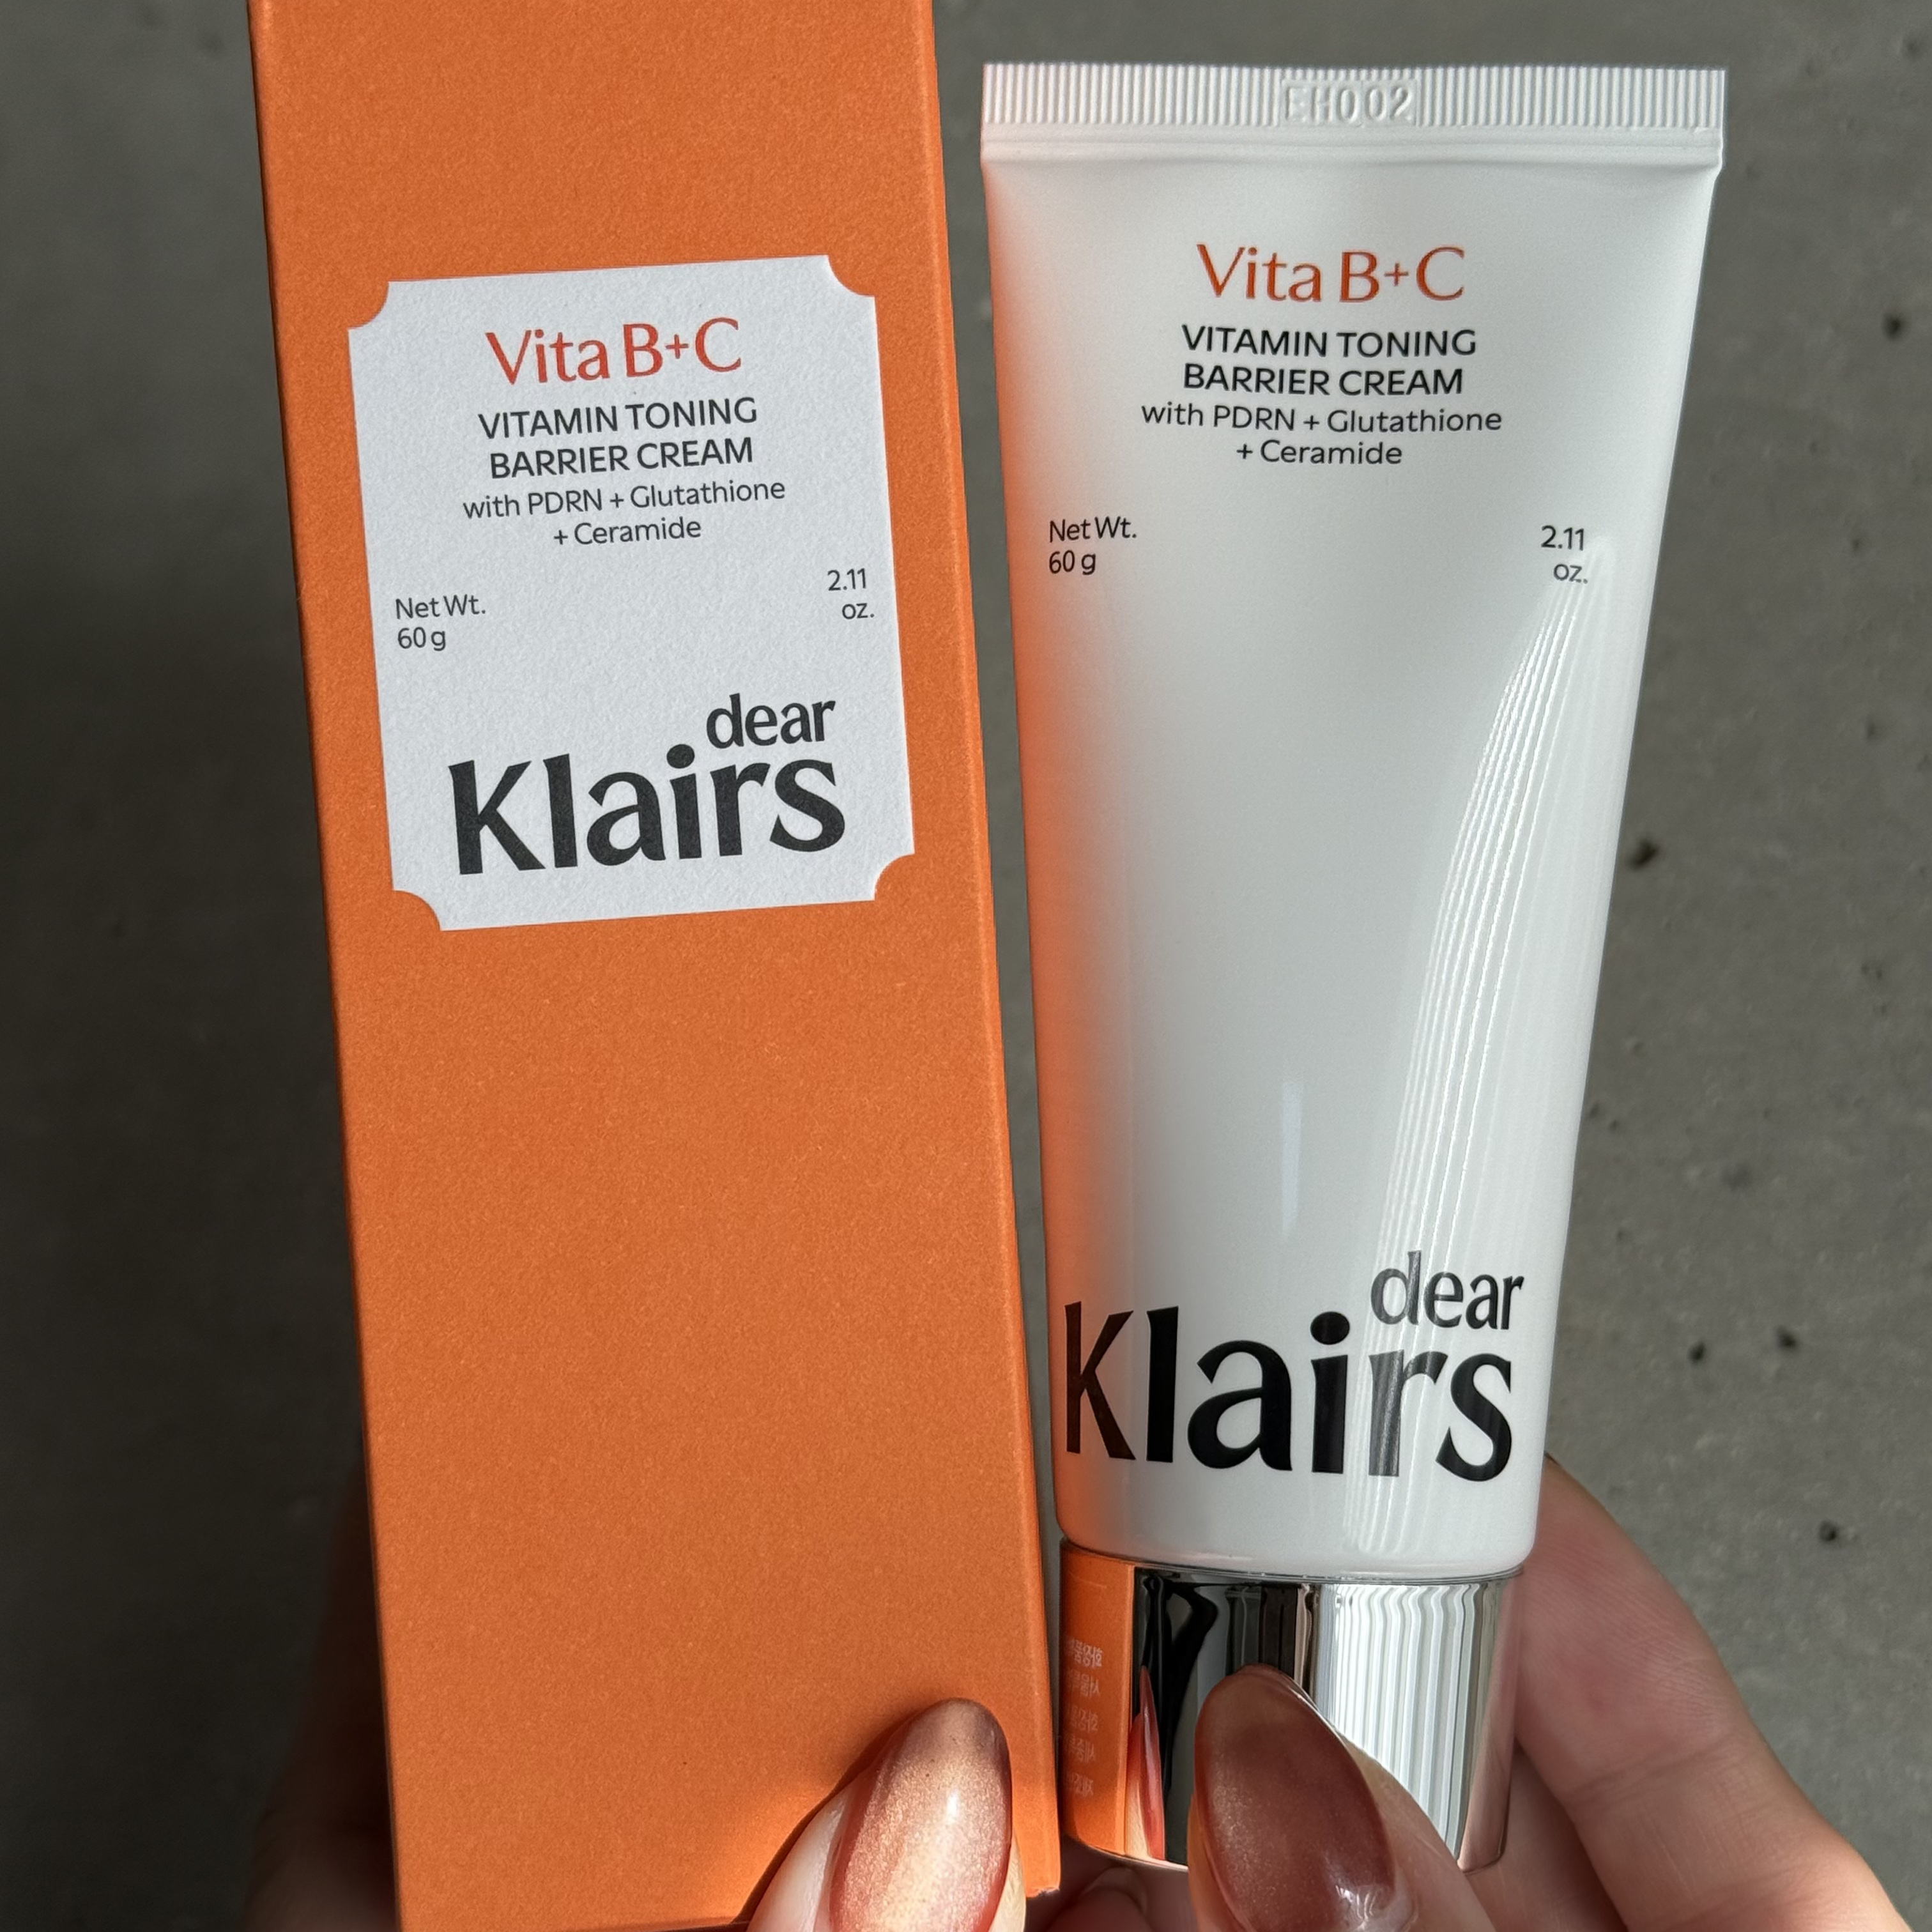 Vita B+C
VITAMIN TONING
BARRIER CREAM
with PDRN + Glutathione
+ Ceramide
Net Wt.
60 g
2.11
oz.
dear
Klairs
EH002
Vita B+C
VITAMIN TONING
BARRIER CREAM
with PDRN + Glutathione
+ Ceramide
Net Wt.
60 g
2.11
oz.
dear
Klairs